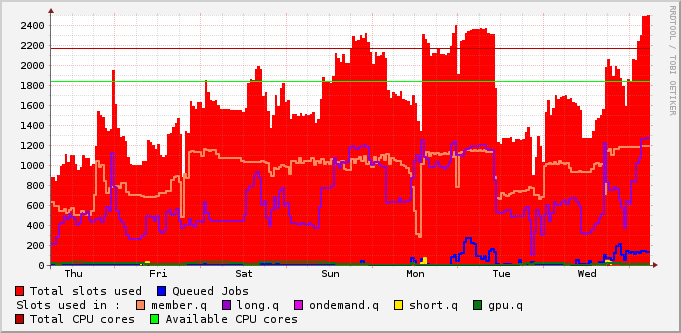 2400
2200
2000
1800
1600
1400
1200
1000
800
600
400
200
0
Thu Fri Sat Sun Mon Tue Wed
RRDTOOL / TOBI OETIKER
Total slots used Queued Jobs
Slots used in : member.q long.q ondemand.q short.q gpu.q
Total CPU cores Available CPU cores